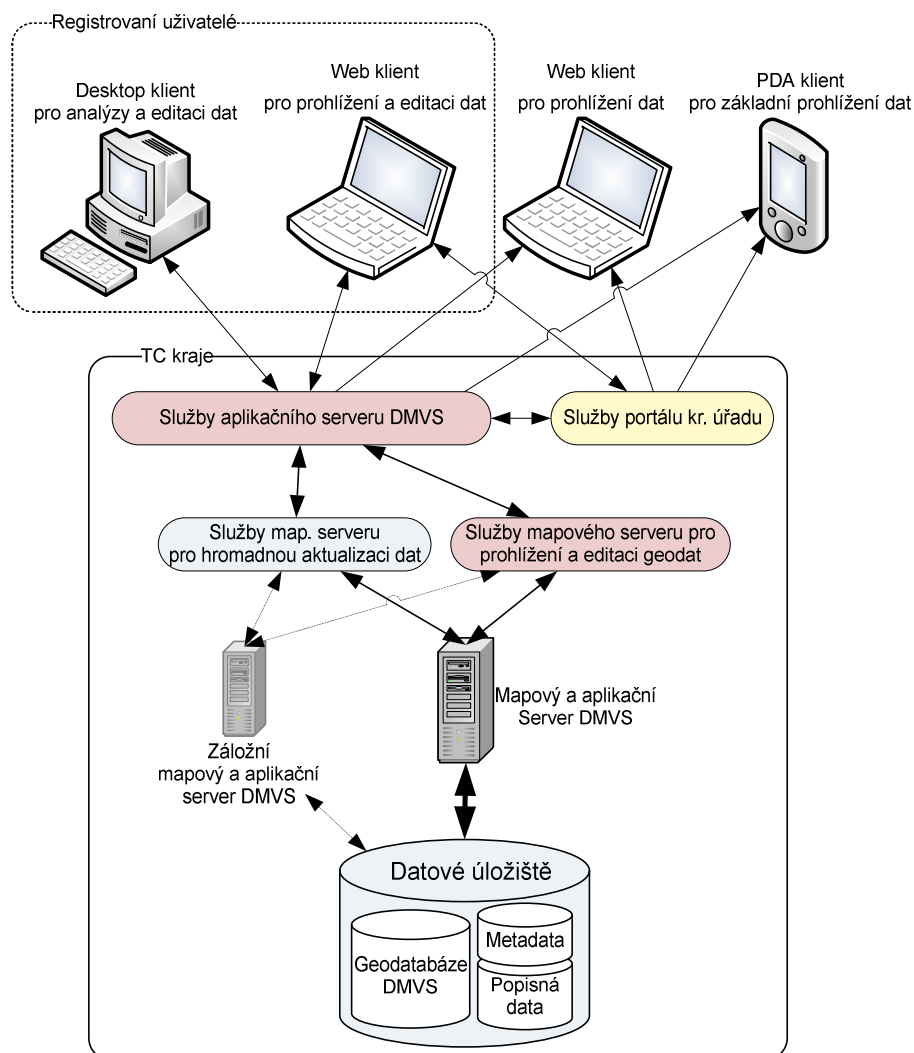 Registrovaní uživatelé
Desktop klient
pro analýzy a editaci dat
Web klient
pro prohlížení a editaci dat
Web klient
pro prohlížení dat
PDA klient
pro základní prohlížení dat
TC kraje
Služby aplikačního serveru DMVS
Služby portálu kr. úřadu
Služby map. serveru
pro hromadnou aktualizaci dat
Služby mapového serveru pro
prohlížení a editaci geodat
Mapový a aplikační
Server DMVS
Záložní
mapový a aplikační
server DMVS
Datové úložiště
Geodatabáze
DMVS
Metadata
Popisná
data